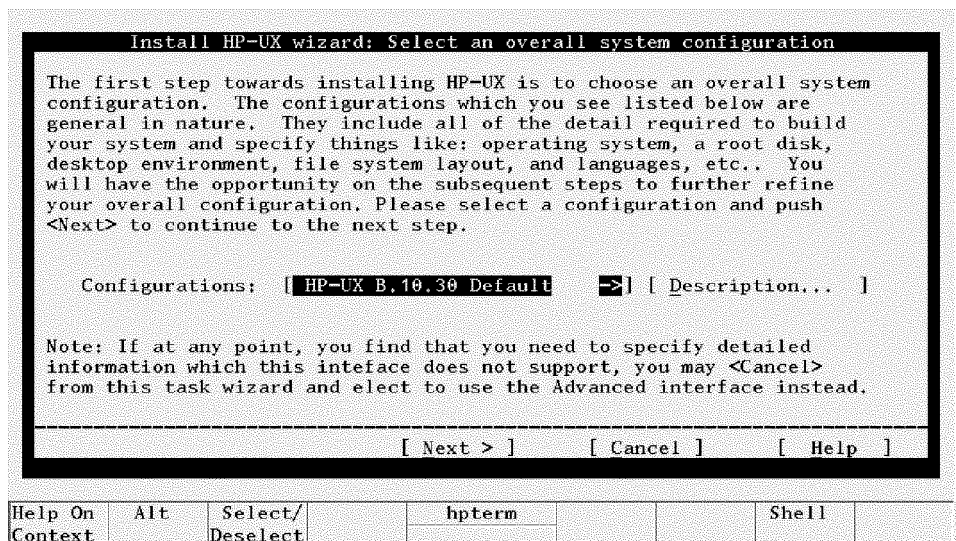 Install HP-UX wizard: Select an overall system configuration
The first step towards installing HP-UX is to choose an overall system
configuration.  The configurations which you see listed below are
general in nature.  They include all of the detail required to build
your system and specify things like: operating system, a root disk,
desktop environment, file system layout, and languages, etc..  You
will have the opportunity on the subsequent steps to further refine
your overall configuration. Please select a configuration and push
<Next> to continue to the next step.
Configurations:  [ HP-UX B.10.30 Default    ->] [ Description...  ]
Note: If at any point, you find that you need to specify detailed
information which this inteface does not support, you may <Cancel>
from this task wizard and elect to use the Advanced interface instead.
[ Next > ]      [ Cancel ]      [  Help  ]
Help On  Alt  Select/  hpterm  Shell
Context  Deselect